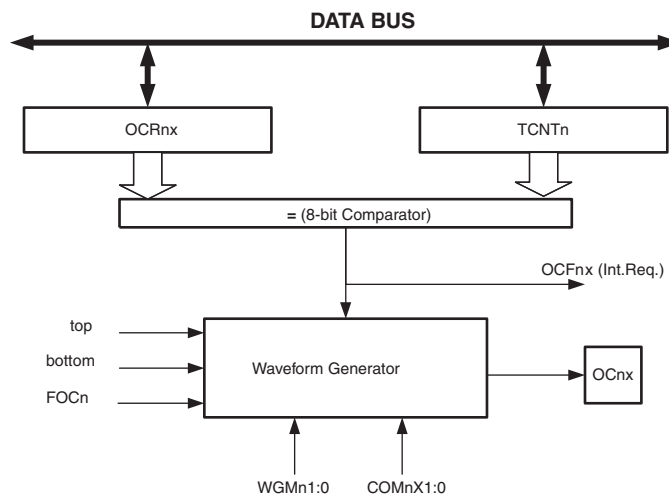 DATA BUS
OCRnx
TCNTn
= (8-bit Comparator)
OCFnx (Int.Req.)
top
bottom
FOCn
Waveform Generator
OCnx
WGMn1:0
COMnX1:0